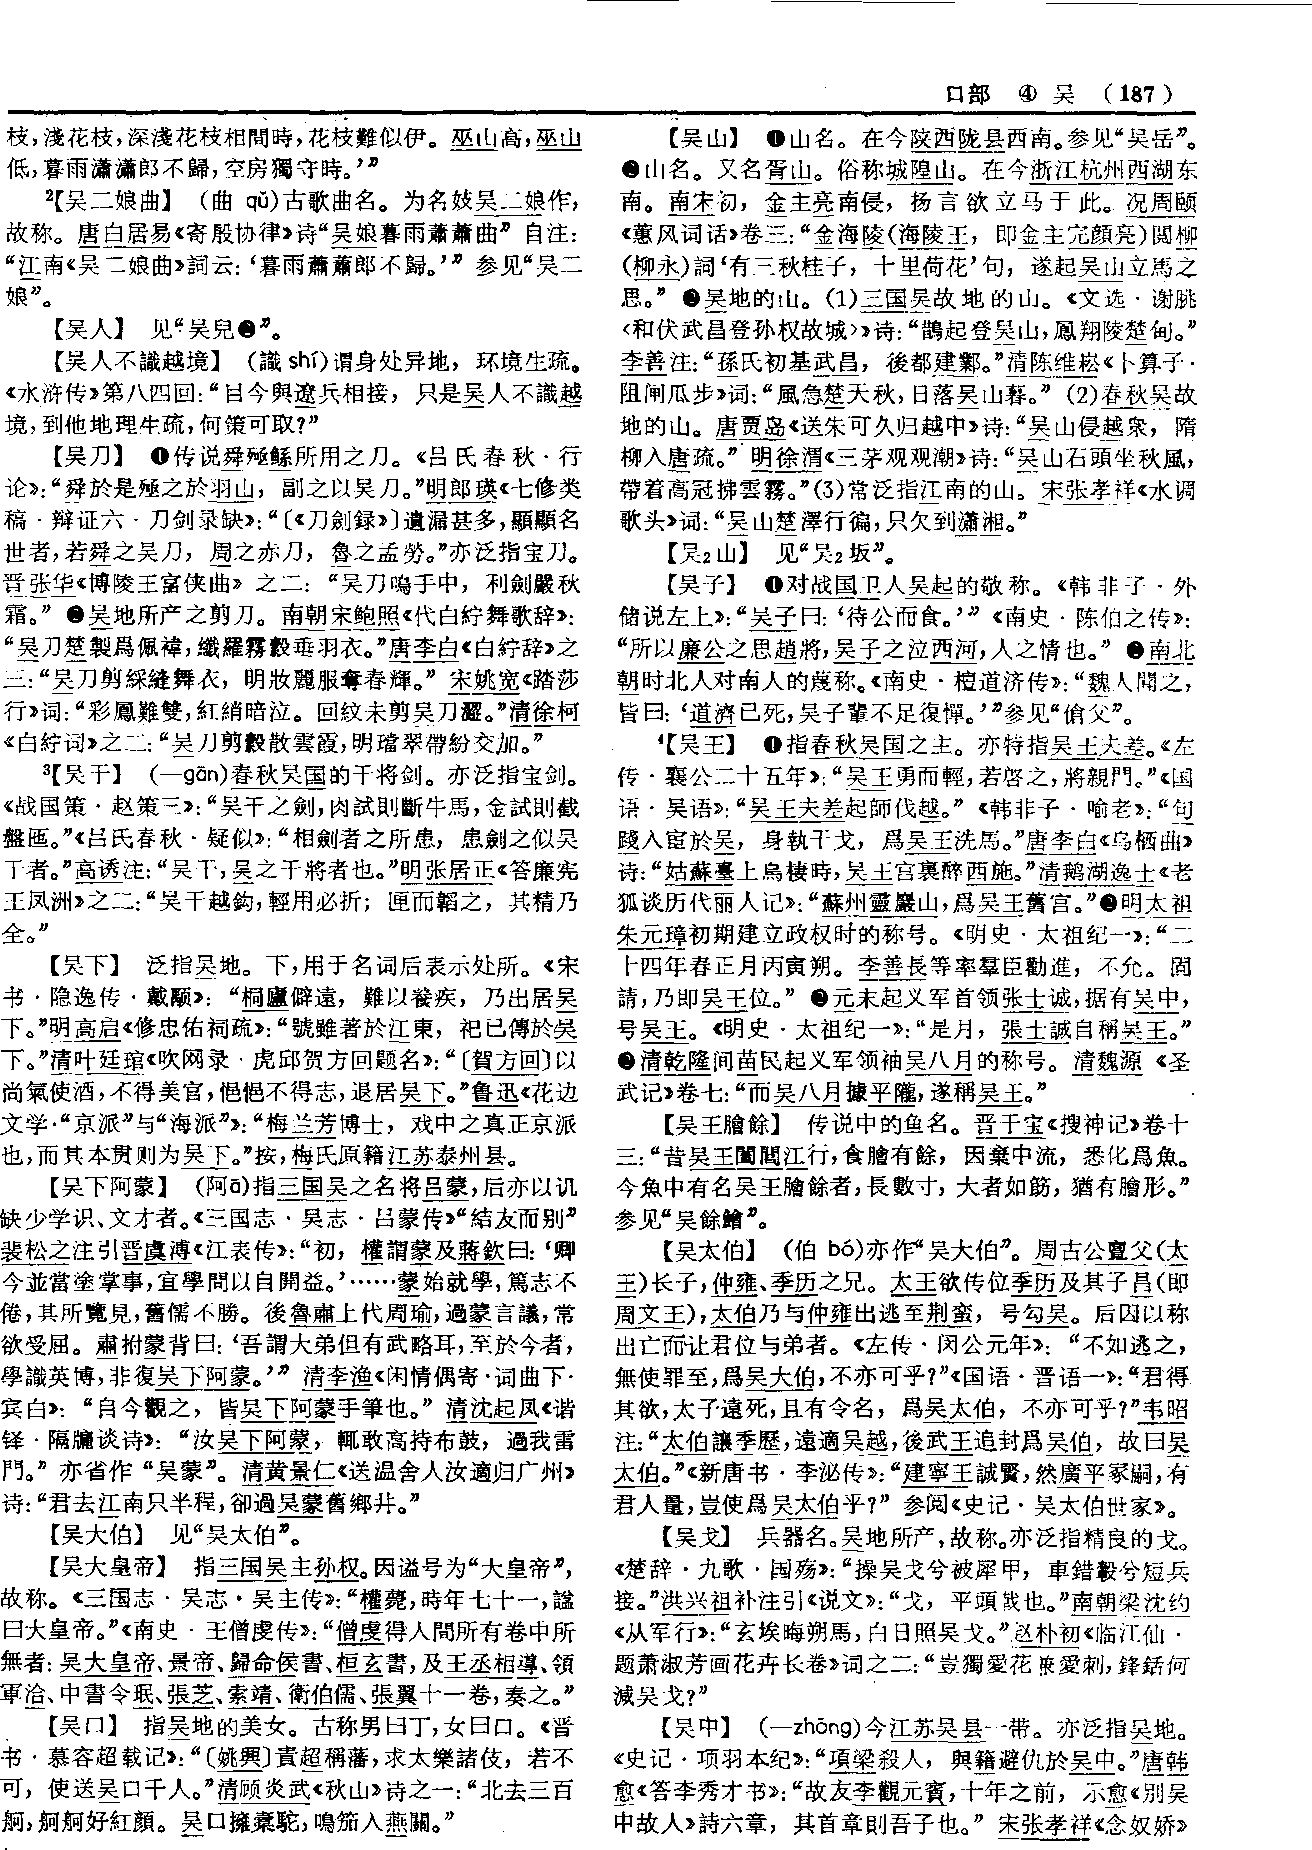 口部 ④ 吴 （187）
枝，淺花枝，深淺花枝相間時，花枝難似伊。巫山高，巫山
低，暮雨瀟瀟郎不歸，空房獨守時。’”
²【吴二娘曲】 （曲 qǔ）古歌曲名。为名妓吴二娘作，
故称。唐白居易《寄殷协律》诗“吴娘暮雨蕭蕭曲” 自注：
“江南《吴二娘曲》詞云：‘暮雨蕭蕭郎不歸。’” 参见“吴二
娘”。
【吴人】 见“吴兒❷”。
【吴人不識越境】 （識 shí）谓身处异地，环境生疏。
《水浒传》第八四回：“目今與遼兵相接，只是吴人不識越
境，到他地理生疏，何策可取？”
【吴刀】 ❶传说舜殛鲧所用之刀。《吕氏春秋·行
论》：“舜於是殛之於羽山，副之以吴刀。”明郎瑛《七修类
稿·辩证六·刀剑录缺》：“〔《刀劍録》〕遺漏甚多，顯顯名
世者，若舜之吴刀，周之赤刀，魯之孟勞。”亦泛指宝刀。
晋张华《博陵王宫侠曲》 之二：“吴刀鳴手中，利劍嚴秋
霜。” ❷吴地所产之剪刀。南朝宋鲍照《代白紵舞歌辞》：
“吴刀楚製爲佩褘，纖羅霧縠垂羽衣。”唐李白《白紵辞》之
三：“吴刀剪綵縫舞衣，明妝麗服奪春輝。” 宋姚宽《踏莎
行》词：“彩鳳難雙，紅綃暗泣。回紋未剪吴刀澀。”清徐柯
《白紵词》之二：“吴刀剪縠散雲霞，明璫翠帶紛交加。”
³【吴干】 （—gān）春秋吴国的干将剑。亦泛指宝剑。
《战国策·赵策三》：“吴干之劍，肉試則斷牛馬，金試則截
盤匜。”《吕氏春秋·疑似》：“相劍者之所患，患劍之似吴
干者。”高诱注：“吴干，吴之干將者也。”明张居正《答廉宪
王凤洲》之二：“吴干越鈎，輕用必折；匣而韜之，其精乃
全。”
【吴下】 泛指吴地。下，用于名词后表示处所。《宋
书·隐逸传·戴颙》：“桐廬僻遠，難以養疾，乃出居吴
下。”明高启《修忠佑祠疏》：“號雖著於江東，祀已傳於吴
下。”清叶廷琯《吹网录·虎邱贺方回题名》：“〔賀方回〕以
尚氣使酒，不得美官，悒悒不得志，退居吴下。”鲁迅《花边
文学·“京派”与“海派”》：“梅兰芳博士，戏中之真正京派
也，而其本贯则为吴下。”按，梅氏原籍江苏泰州县。
【吴下阿蒙】 （阿ā）指三国吴之名将吕蒙，后亦以讥
缺少学识、文才者。《三国志·吴志·吕蒙传》“結友而别”
裴松之注引晋虞溥《江表传》：“初，權謂蒙及蔣欽曰：‘卿
今並當塗掌事，宜學問以自開益。’……蒙始就學，篤志不
倦，其所覽見，舊儒不勝。後魯肅上代周瑜，過蒙言議，常
欲受屈。肅拊蒙背曰：‘吾謂大弟但有武略耳，至於今者，
學識英博，非復吴下阿蒙。’” 清李渔《闲情偶寄·词曲下·
宾白》：“自今觀之，皆吴下阿蒙手筆也。” 清沈起凤《谐
铎·隔牖谈诗》：“汝吴下阿蒙，輒敢高持布鼓，過我雷
門。” 亦省作“吴蒙”。清黄景仁《送温舍人汝適归广州》
诗：“君去江南只半程，卻過吴蒙舊鄉井。”
【吴大伯】 见“吴太伯”。
【吴大皇帝】 指三国吴主孙权。因谥号为“大皇帝”，
故称。《三国志·吴志·吴主传》：“權薨，時年七十一，謚
曰大皇帝。”《南史·王僧虔传》：“僧虔得人間所有卷中所
無者：吴大皇帝、景帝、歸命侯書、桓玄書，及王丞相導、領
軍洽、中書令珉、張芝、索靖、衛伯儒、張翼十一卷，奏之。”
【吴口】 指吴地的美女。古称男曰丁，女曰口。《晋
书·慕容超载记》：“〔姚興〕責超稱藩，求太樂諸伎，若不
可，使送吴口千人。”清顾炎武《秋山》诗之一：“北去三百
舸，舸舸好紅顔。吴口擁橐駝，鳴笳入燕關。”
【吴山】 ❶山名。在今陕西陇县西南。参见“吴岳”。
❷山名。又名胥山。俗称城隍山。在今浙江杭州西湖东
南。南宋初，金主亮南侵，扬言欲立马于此。况周颐
《蕙风词话》卷三：“金海陵（海陵王，即金主完顔亮）閲柳
（柳永）詞‘有三秋桂子，十里荷花’句，遂起吴山立馬之
思。” ❸吴地的山。（1）三国吴故地的山。《文选·谢朓
〈和伏武昌登孙权故城〉》诗：“鵲起登吴山，鳳翔陵楚甸。”
李善注：“孫氏初基武昌，後都建鄴。”清陈维崧《卜算子·
阻闸瓜步》词：“風急楚天秋，日落吴山暮。” （2）春秋吴故
地的山。唐贾岛《送朱可久归越中》诗：“吴山侵越衆，隋
柳入唐疏。” 明徐渭《三茅观观潮》诗：“吴山石頭坐秋風，
帶着高冠拂雲霧。”（3）常泛指江南的山。宋张孝祥《水调
歌头》词：“吴山楚澤行徧，只欠到瀟湘。”
【吴₂山】 见“吴₂坂”。
【吴子】 ❶对战国卫人吴起的敬称。《韩非子·外
储说左上》：“吴子曰：‘待公而食。’” 《南史·陈伯之传》：
“所以廉公之思趙將，吴子之泣西河，人之情也。” ❷南北
朝时北人对南人的蔑称。《南史·檀道济传》：“魏人聞之，
皆曰：‘道濟已死，吴子輩不足復憚。’”参见“傖父”。
⁴【吴王】 ❶指春秋吴国之主。亦特指吴王夫差。《左
传·襄公二十五年》：“吴王勇而輕，若啓之，將親門。”《国
语·吴语》：“吴王夫差起師伐越。” 《韩非子·喻老》：“句
踐入宦於吴，身執干戈，爲吴王洗馬。”唐李白《乌栖曲》
诗：“姑蘇臺上烏棲時，吴王宫裏醉西施。”清鹅湖逸士《老
狐谈历代丽人记》：“蘇州靈巖山，爲吴王舊宫。”❷明太祖
朱元璋初期建立政权时的称号。《明史·太祖纪一》：“二
十四年春正月丙寅朔。李善長等率羣臣勸進，不允。固
請，乃即吴王位。” ❸元末起义军首领张士诚，据有吴中，
号吴王。《明史·太祖纪一》：“是月，張士誠自稱吴王。”
❹清乾隆间苗民起义军领袖吴八月的称号。清魏源 《圣
武记》卷七：“而吴八月據平隴，遂稱吴王。”
【吴王膾餘】 传说中的鱼名。晋干宝《搜神记》卷十
三：“昔吴王闔閭江行，食膾有餘，因棄中流，悉化爲魚。
今魚中有名吴王膾餘者，長數寸，大者如筯，猶有膾形。”
参见“吴餘鱠”。
【吴太伯】 （伯 bó）亦作“吴大伯”。周古公亶父（太
王）长子，仲雍、季历之兄。太王欲传位季历及其子昌（即
周文王），太伯乃与仲雍出逃至荆蛮，号勾吴。后因以称
出亡而让君位与弟者。《左传·闵公元年》：“不如逃之，
無使罪至，爲吴大伯，不亦可乎？”《国语·晋语一》：“君得
其欲，太子遠死，且有令名，爲吴太伯，不亦可乎？”韦昭
注：“太伯讓季歷，遠適吴越，後武王追封爲吴伯，故曰吴
太伯。”《新唐书·李泌传》：“建寧王誠賢，然廣平冢嗣，有
君人量，豈使爲吴太伯乎？” 参阅《史记·吴太伯世家》。
【吴戈】 兵器名。吴地所产，故称。亦泛指精良的戈。
《楚辞·九歌·国殇》：“操吴戈兮被犀甲，車錯轂兮短兵
接。”洪兴祖补注引《说文》：“戈，平頭戟也。”南朝梁沈约
《从军行》：“玄埃晦朔馬，白日照吴戈。”赵朴初《临江仙·
题萧淑芳画花卉长卷》词之二：“豈獨愛花兼愛刺，鋒銛何
減吴戈？”
【吴中】 （—zhōng）今江苏吴县一带。亦泛指吴地。
《史记·项羽本纪》：“項梁殺人，與籍避仇於吴中。”唐韩
愈《答李秀才书》：“故友李觀元賓，十年之前，示愈《别吴
中故人》詩六章，其首章則吾子也。” 宋张孝祥《念奴娇》